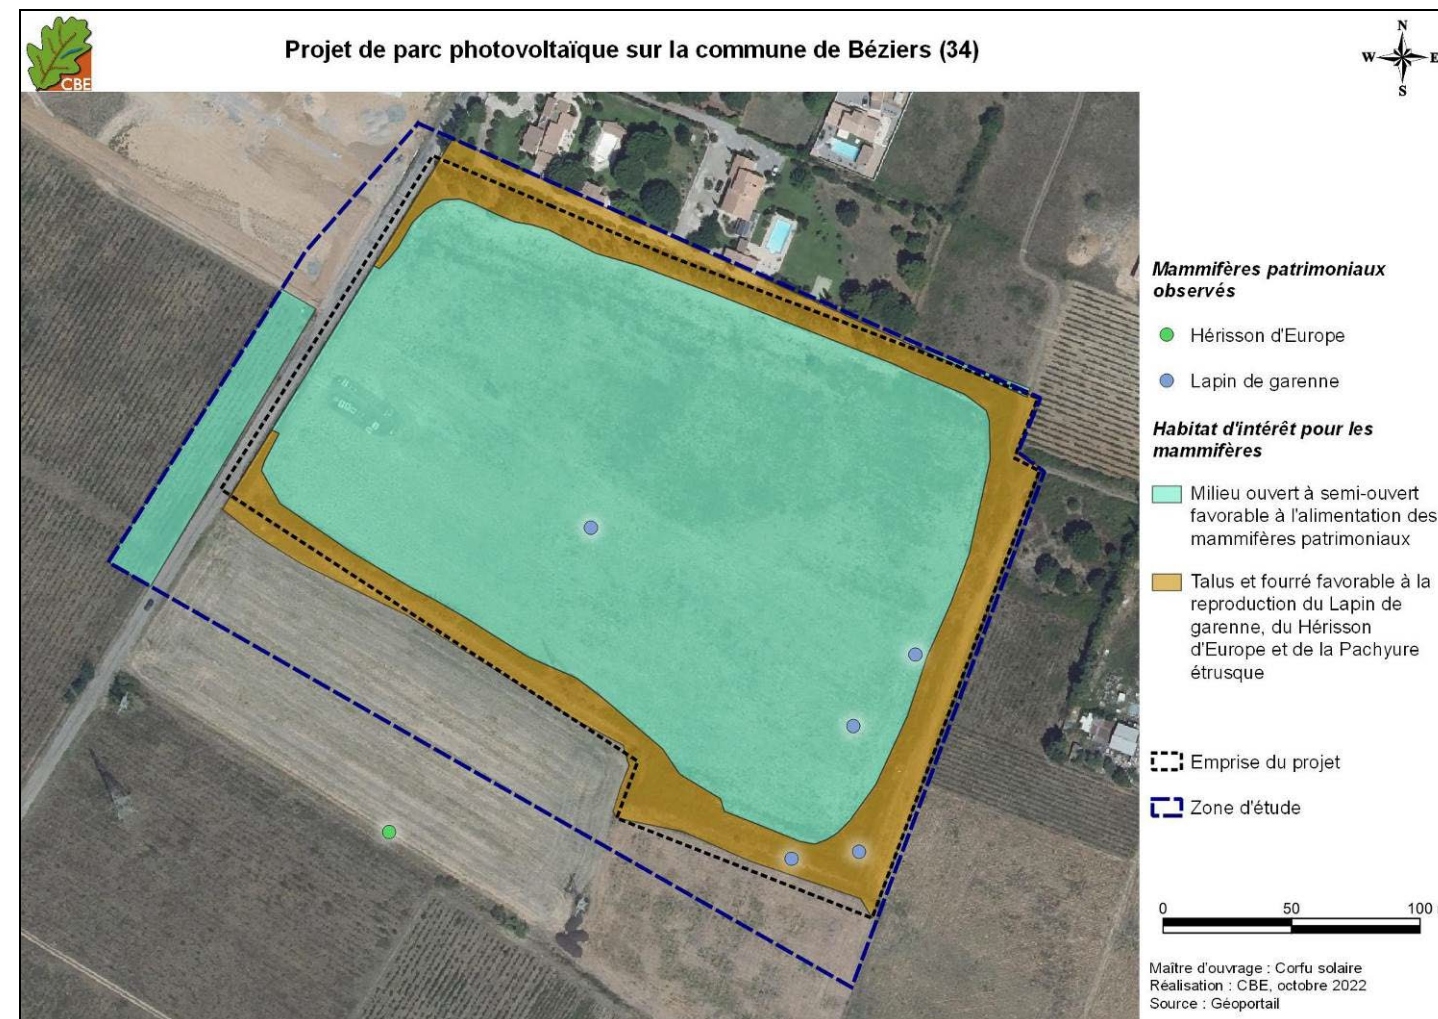 CBE
Projet de parc photovoltaïque sur la commune de Béziers (34)
N
W E
S
Mammifères patrimoniaux
observés
Hérisson d'Europe
Lapin de garenne
Habitat d'intérêt pour les
mammifères
Milieu ouvert à semi-ouvert
favorable à l'alimentation des
mammifères patrimoniaux
Talus et fourré favorable à la
reproduction du Lapin de
garenne, du Hérisson
d'Europe et de la Pachyure
étrusque
Emprise du projet
Zone d'étude
0 50 100
Maître d'ouvrage : Corfu solaire
Réalisation : CBE, octobre 2022
Source : Géoportail